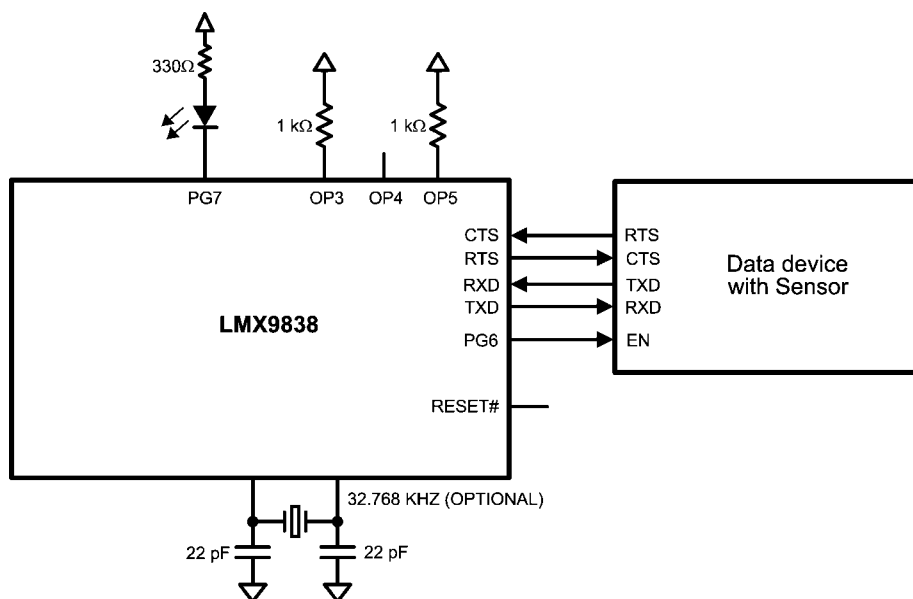 330Ω
1 kΩ
1 kΩ
PG7
OP3
OP4
OP5
CTS
RTS
RTS
CTS
RXD
TXD
TXD
RXD
PG6
EN
Data device
with Sensor
LMX9838
RESET#
32.768 KHZ (OPTIONAL)
22 pF
22 pF